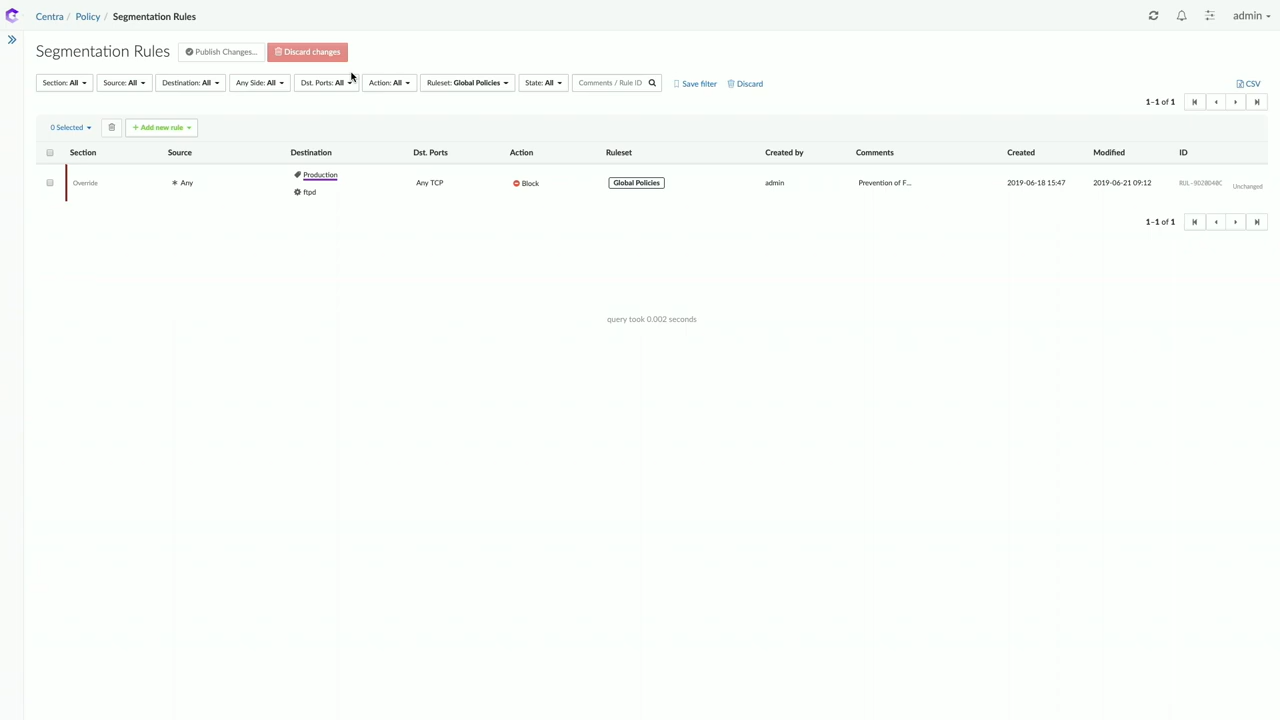 Centra / Policy / Segmentation Rules
admin
Segmentation Rules
Publish Changes...
Discard changes
Section: All
Source: All
Destination: All
Any Side: All
Dst. Ports: All
Action: All
Ruleset: Global Policies
State: All
Comments / Rule ID
Save filter
Discard
CSV
1–1 of 1
0 Selected
+ Add new rule
Section Source Destination Dst. Ports Action Ruleset Created by Comments Created Modified ID
Production
Override * Any Any TCP Block Global Policies admin Prevention of F... 2019-06-18 15:47 2019-06-21 09:12 Unchanged
ftpd
1–1 of 1
query took 0.002 seconds